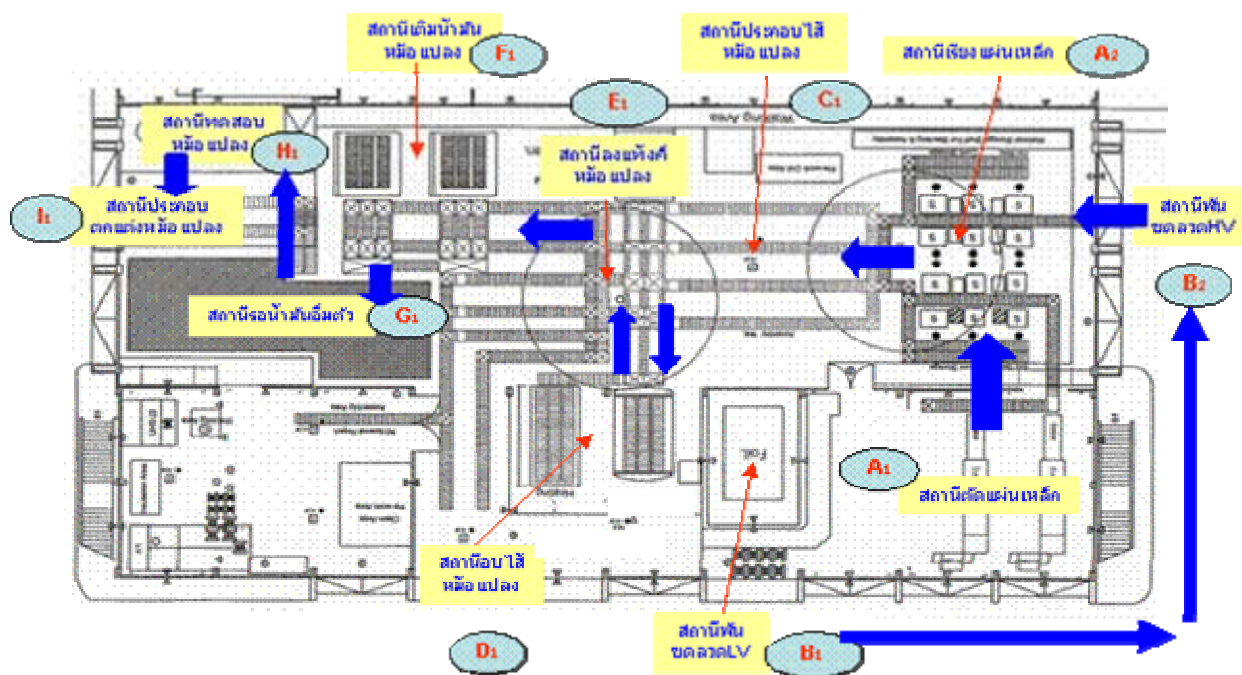 สถานีเติมน้ำมัน
หม้อแปลง
F1
สถานีประกอบไส้
หม้อแปลง
สถานีเรียงแผ่นเหล็ก
A2
E1
C1
Walking Area
สถานีทดสอบ
หม้อแปลง
H1
สถานีลงแท้งค์
หม้อแปลง
I1
สถานีประกอบ
ตกแต่งหม้อแปลง
สถานีพัน
ขดลวดHV
B2
สถานีรอน้ำมันอิ่มตัว
G1
Foil
A1
สถานีตัดแผ่นเหล็ก
Heating
สถานีอบไส้
หม้อแปลง
D1
สถานีพัน
ขดลวดLV
B1